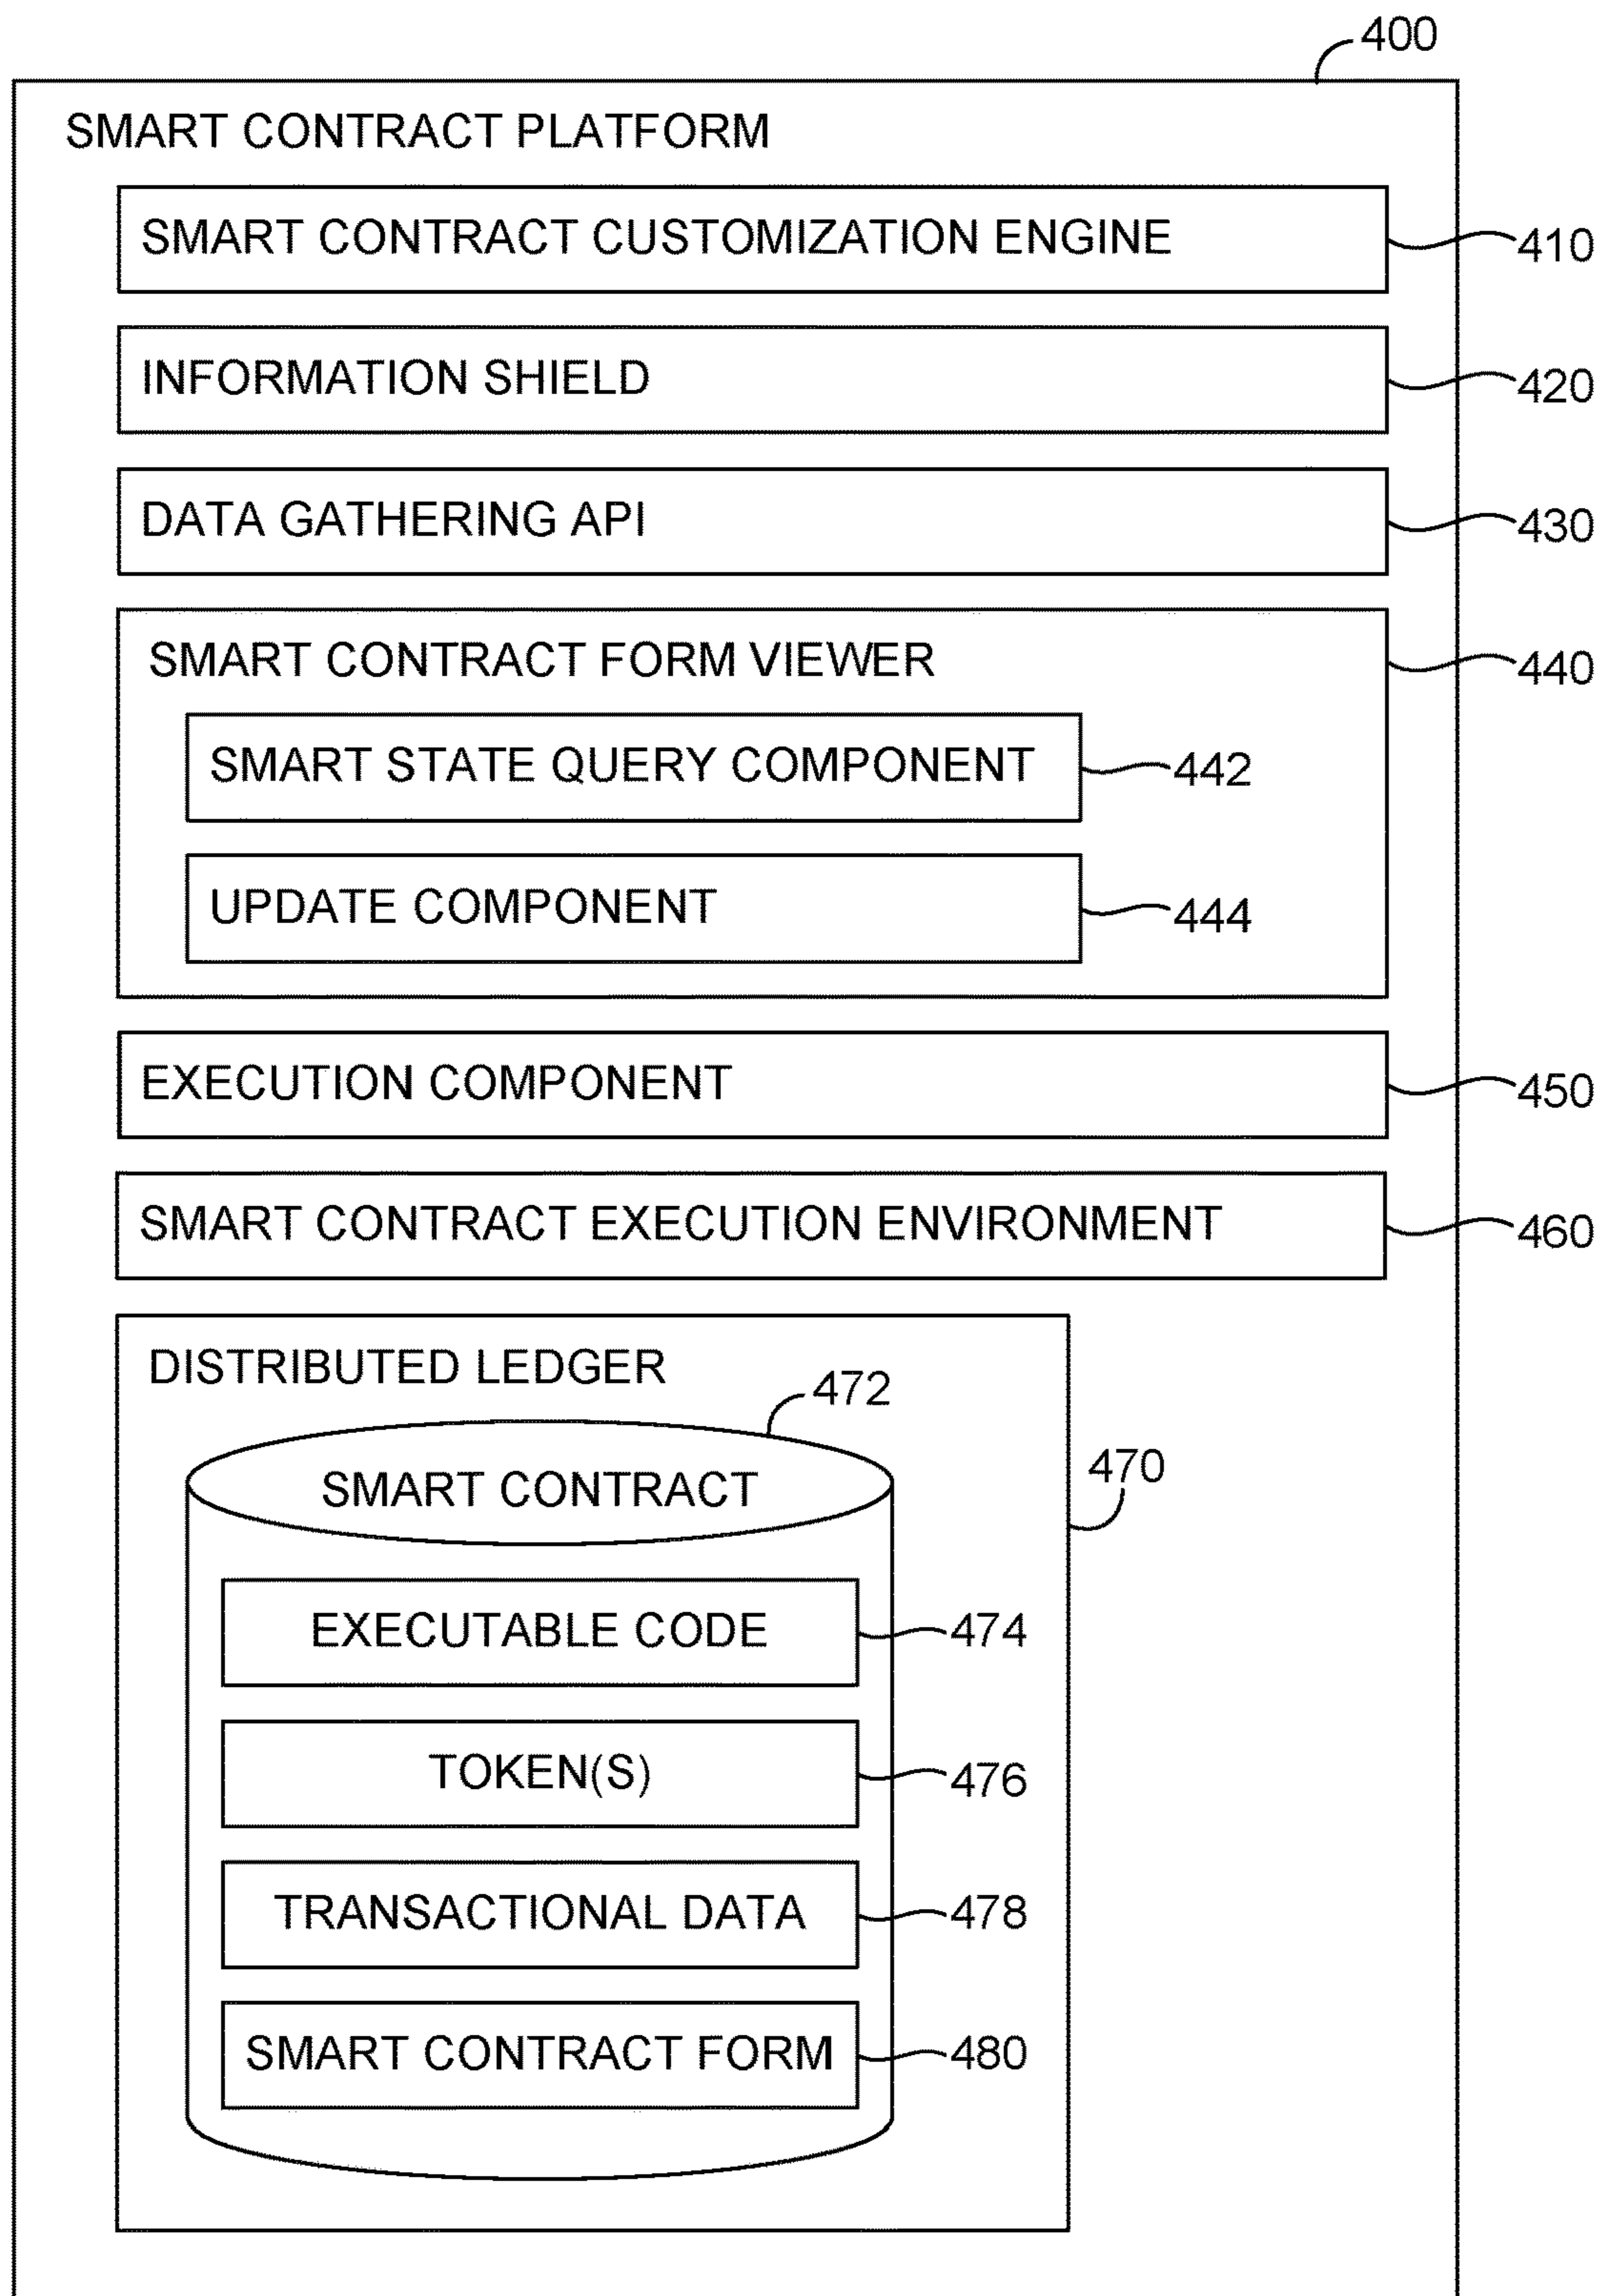 400
SMART CONTRACT PLATFORM
SMART CONTRACT CUSTOMIZATION ENGINE
410
INFORMATION SHIELD
420
DATA GATHERING API
430
SMART CONTRACT FORM VIEWER
440
SMART STATE QUERY COMPONENT
442
UPDATE COMPONENT
444
EXECUTION COMPONENT
450
SMART CONTRACT EXECUTION ENVIRONMENT
460
DISTRIBUTED LEDGER
472
470
SMART CONTRACT
EXECUTABLE CODE
474
TOKEN(S)
476
TRANSACTIONAL DATA
478
SMART CONTRACT FORM
480